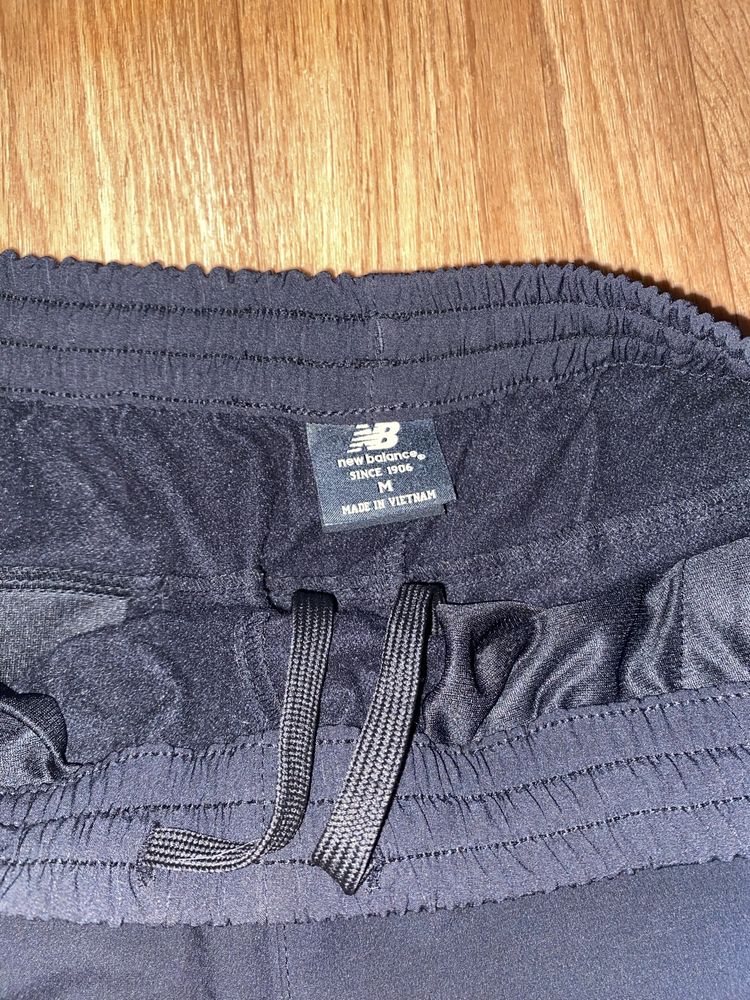 NB
new balance®
SINCE 1906
M
MADE IN VIETNAM